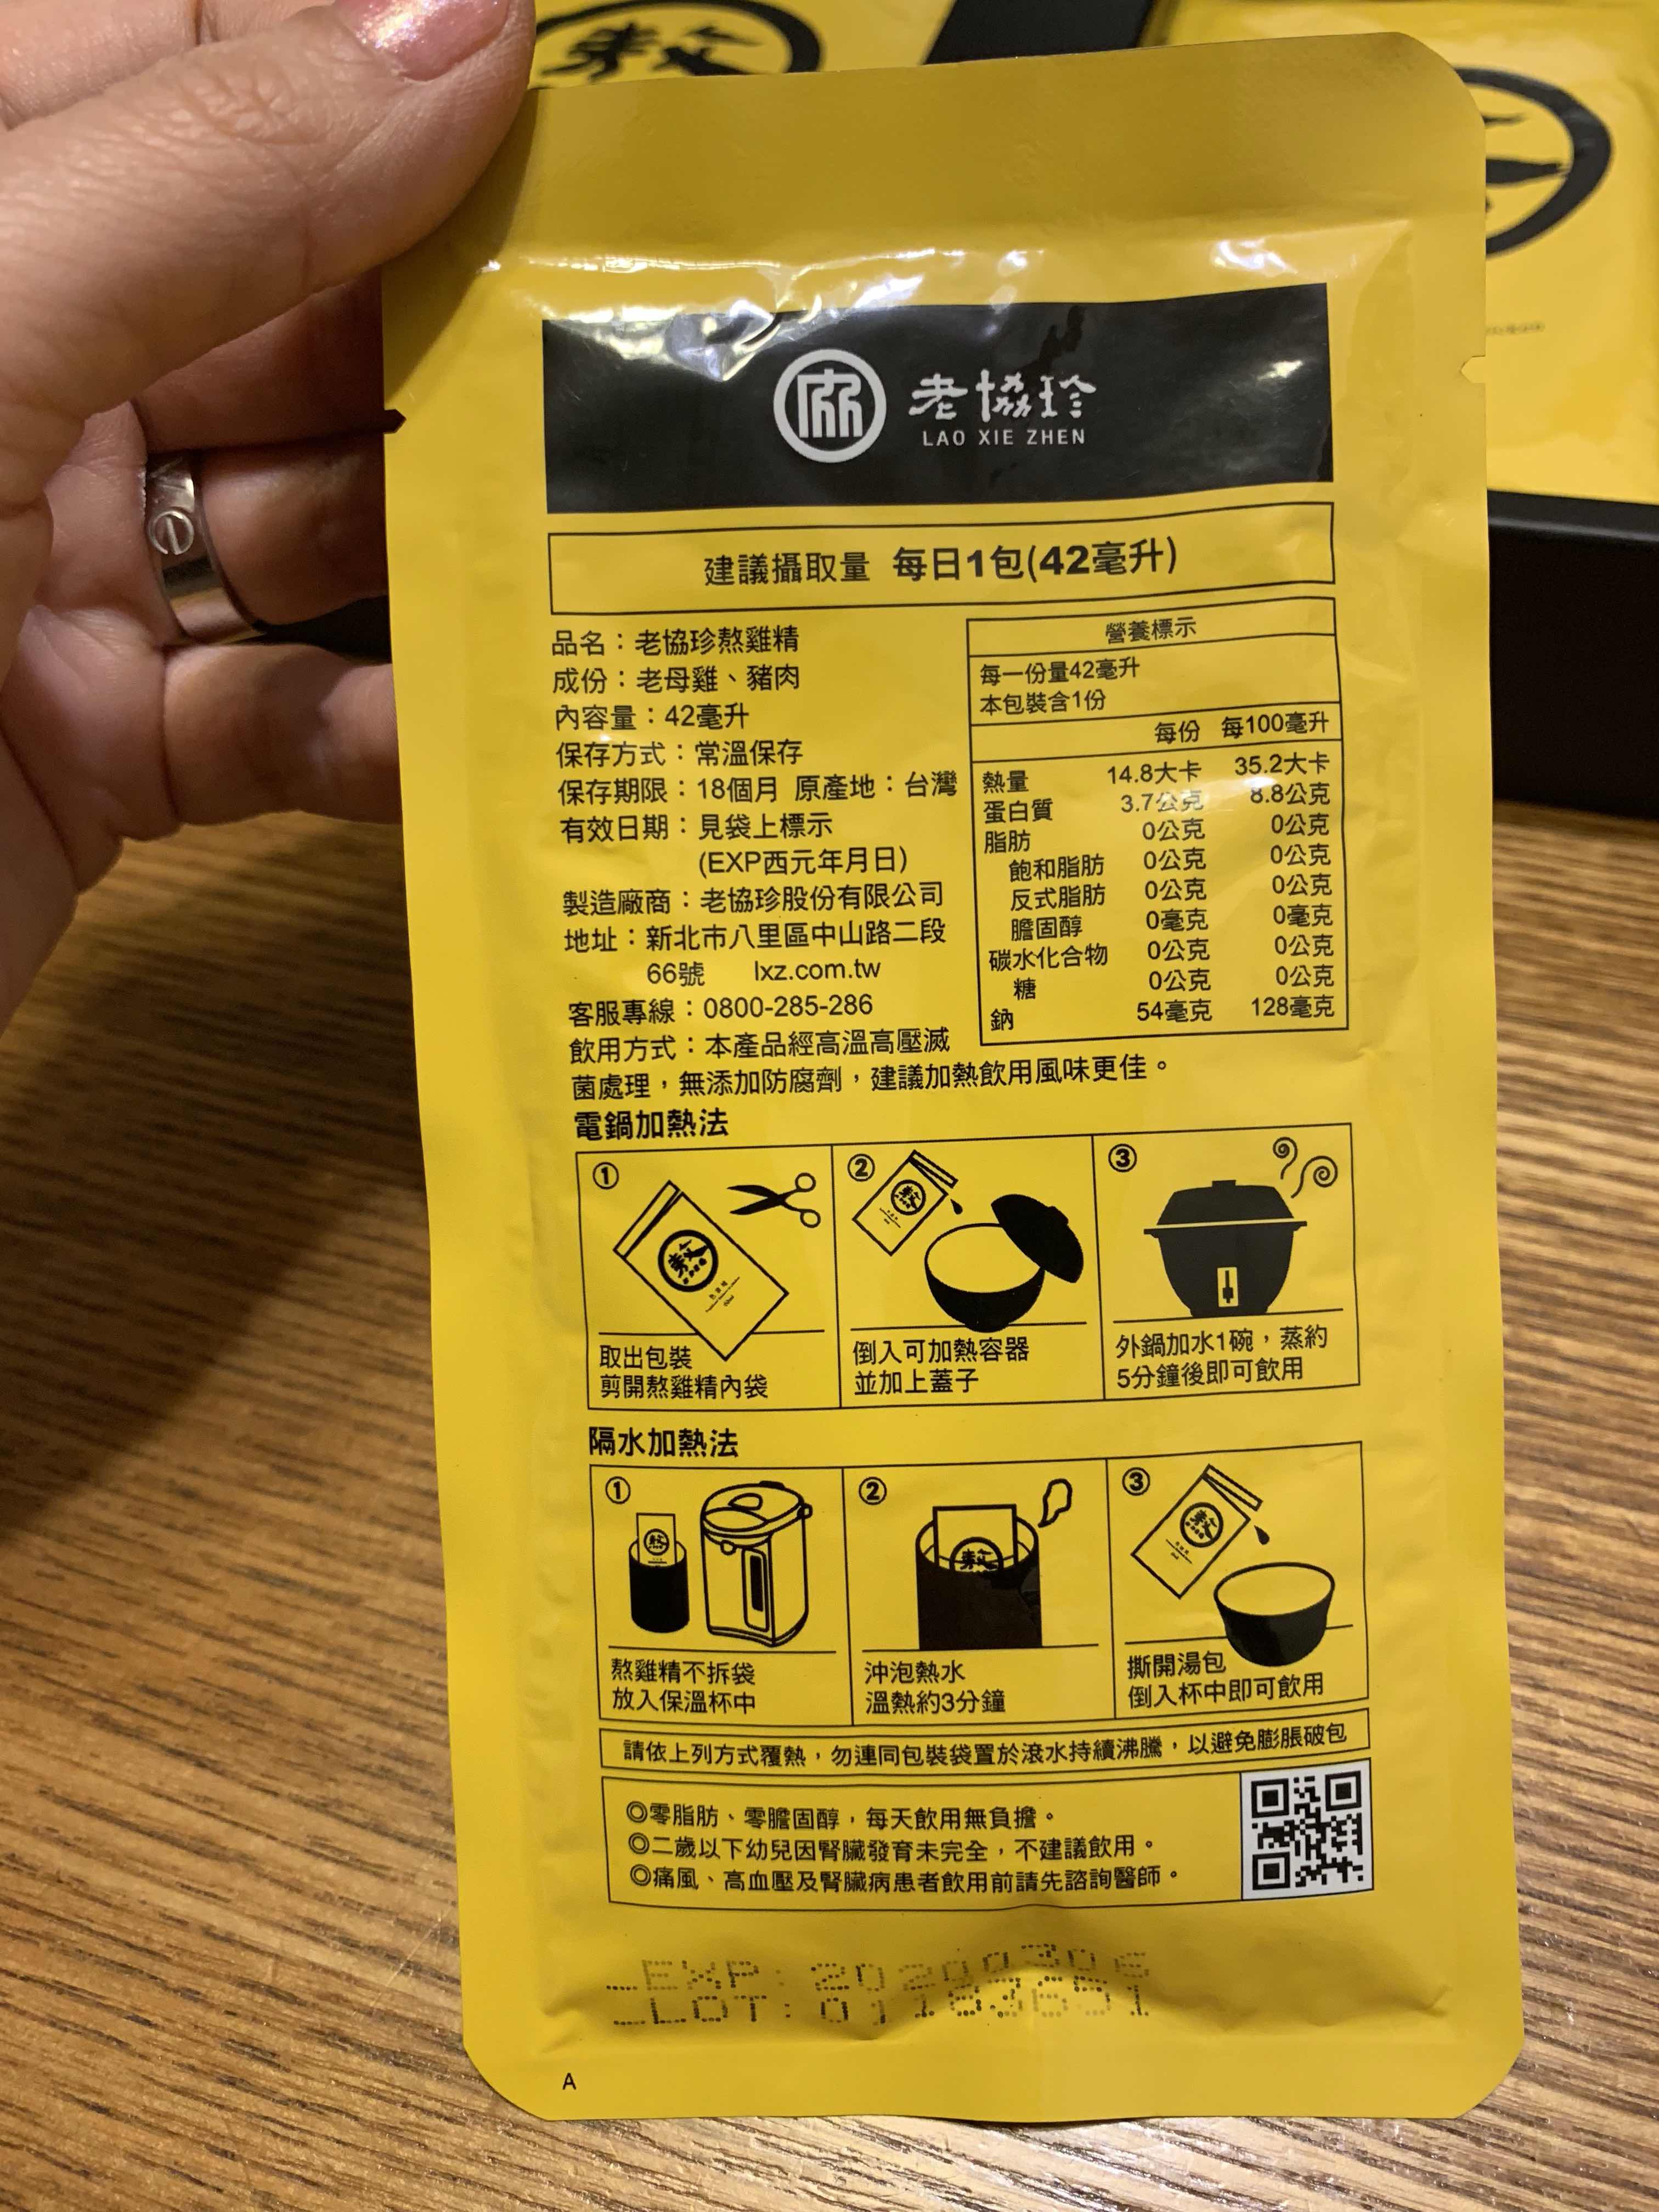 老協珍
LAO XIE ZHEN
建議攝取量 每日1包(42毫升)
品名：老協珍熬雞精
成份：老母雞、豬肉
內容量：42毫升
保存方式：常溫保存
保存期限：18個月 原產地：台灣
有效日期：見袋上標示
(EXP西元年月日)
製造廠商：老協珍股份有限公司
地址：新北市八里區中山路二段
66號 lxz.com.tw
客服專線：0800-285-286
飲用方式：本產品經高溫高壓滅
菌處理，無添加防腐劑，建議加熱飲用風味更佳。
營養標示
每一份量42毫升
本包裝含1份
每份 每100毫升
熱量 14.8大卡 35.2大卡
蛋白質 3.7公克 8.8公克
脂肪 0公克 0公克
飽和脂肪 0公克 0公克
反式脂肪 0公克 0公克
膽固醇 0毫克 0毫克
碳水化合物 0公克 0公克
糖 0公克 0公克
鈉 54毫克 128毫克
電鍋加熱法
①
熬
取出包裝
剪開熬雞精內袋
②
熬
倒入可加熱容器
並加上蓋子
③
外鍋加水1碗，蒸約
5分鐘後即可飲用
隔水加熱法
①
熬
熬雞精不拆袋
放入保溫杯中
②
熬
沖泡熱水
溫熱約3分鐘
③
熬
撕開湯包
倒入杯中即可飲用
請依上列方式覆熱，勿連同包裝袋置於滾水持續沸騰，以避免膨脹破包
◎零脂肪、零膽固醇，每天飲用無負擔。
◎二歲以下幼兒因腎臟發育未完全，不建議飲用。
◎痛風、高血壓及腎臟病患者飲用前請先諮詢醫師。
EXP:
LOT:
A